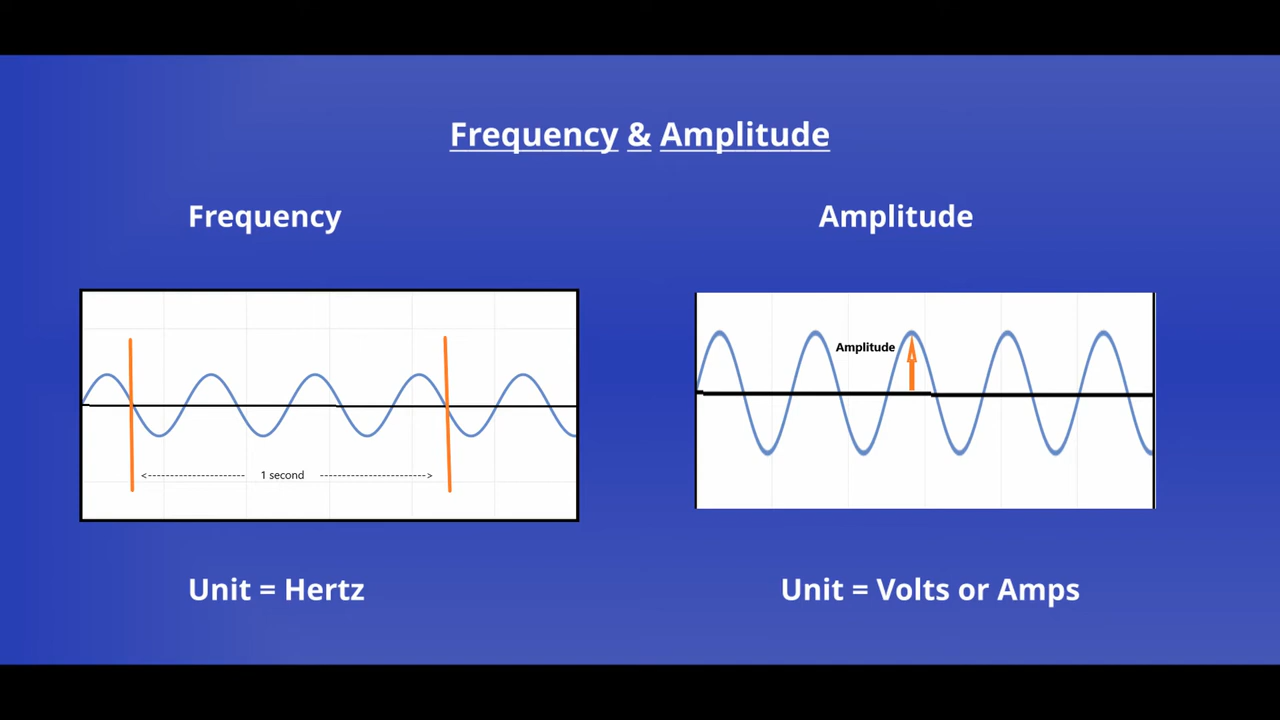 Frequency & Amplitude
Frequency
Amplitude
Amplitude
1 second
Unit = Hertz
Unit = Volts or Amps